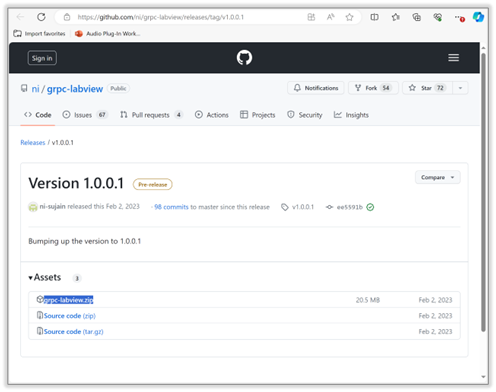 https://github.com/ni/grpc-labview/releases/tag/v1.0.0.1
Import favorites Audio Plug-In Work...
Sign in
ni / grpc-labview Public
Notifications Fork 54 Star 72
Code Issues 67 Pull requests 4 Actions Projects Security Insights
Releases / v1.0.0.1
Version 1.0.0.1 Pre-release Compare
ni-sujain released this Feb 2, 2023 · 98 commits to master since this release v1.0.0.1 ee5591b
Bumping up the version to 1.0.0.1
Assets 3
grpc-labview.zip 20.5 MB Feb 2, 2023
Source code (zip) Feb 2, 2023
Source code (tar.gz) Feb 2, 2023